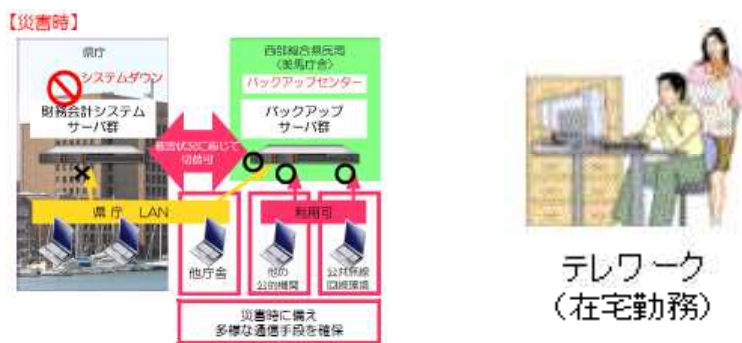 【災害時】
県庁
システムダウン
財務会計システム
サーバ群
西部総合県民局
(美馬庁舎)
バックアップセンター
バックアップ
サーバ群
被害状況に応じて
切替可
県庁 LAN
利用可
他庁舎
他の
公的機関
公共無線
回線環境
災害時に備え
多様な通信手段を確保
テレワーク
(在宅勤務)